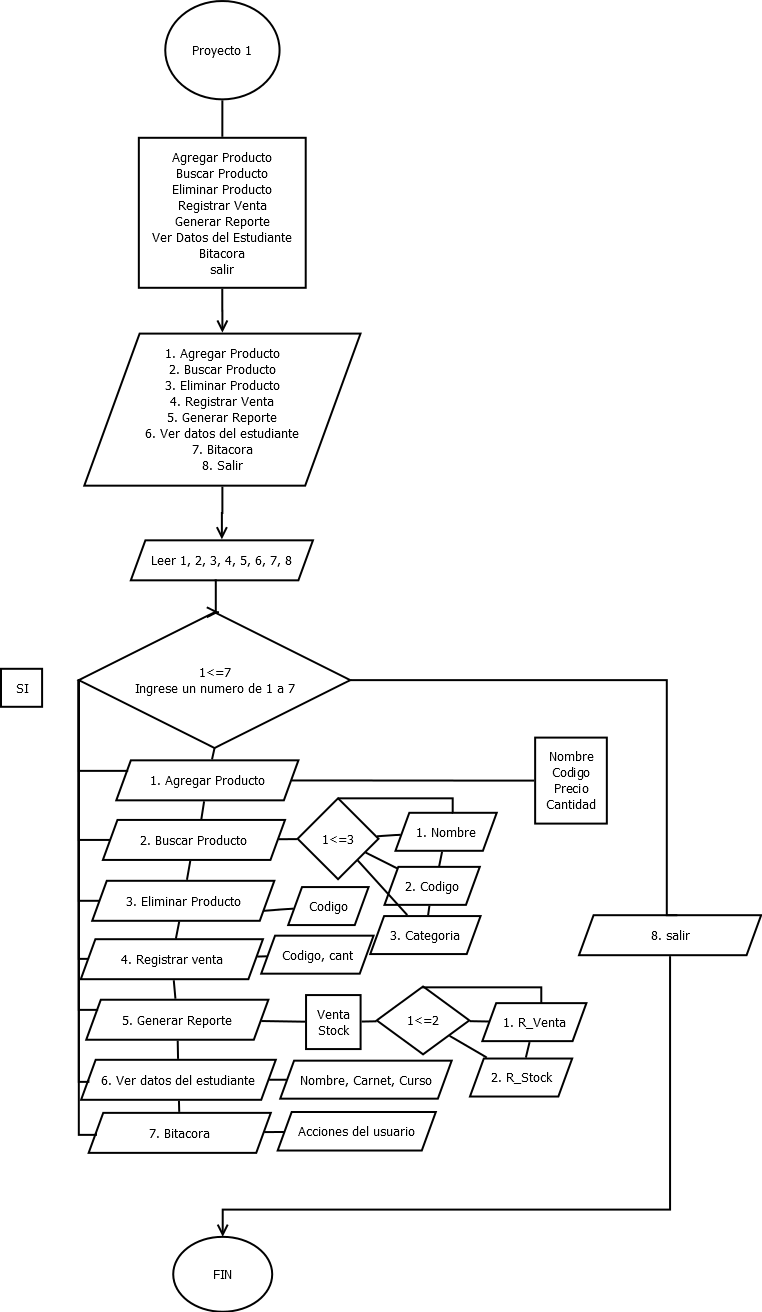 Proyecto 1
Agregar Producto
Buscar Producto
Eliminar Producto
Registrar Venta
Generar Reporte
Ver Datos del Estudiante
Bitacora
salir
1. Agregar Producto
2. Buscar Producto
3. Eliminar Producto
4. Registrar Venta
5. Generar Reporte
6. Ver datos del estudiante
7. Bitacora
8. Salir
Leer 1, 2, 3, 4, 5, 6, 7, 8
1<=7
Ingrese un numero de 1 a 7
SI
1. Agregar Producto
Nombre
Codigo
Precio
Cantidad
2. Buscar Producto
1<=3
1. Nombre
2. Codigo
3. Categoria
3. Eliminar Producto
Codigo
4. Registrar venta
Codigo, cant
8. salir
5. Generar Reporte
Venta
Stock
1<=2
1. R_Venta
2. R_Stock
6. Ver datos del estudiante
Nombre, Carnet, Curso
7. Bitacora
Acciones del usuario
FIN